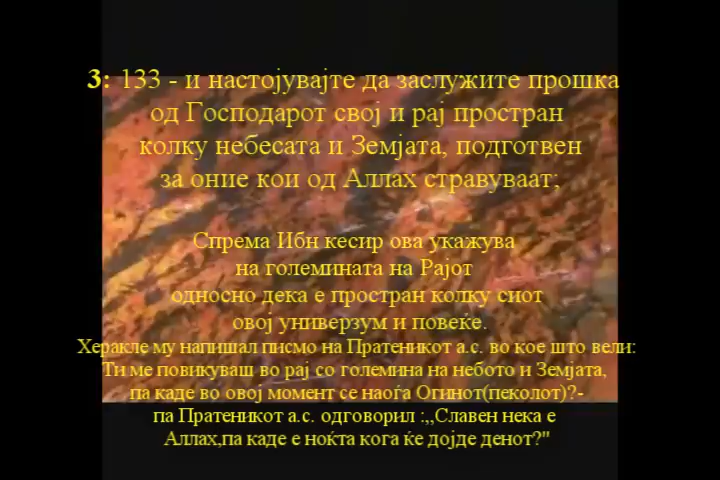 3: 133 - и настојувајте да заслужите прошка
од Господарот свој и рај простран
колку небесата и Земјата, подготвен
за оние кои од Аллах стравуваат;
Спрема Ибн кесир ова укажува
на големината на Рајот
односно дека е простран колку сиот
овој универзум и повеќе.
Херакле му напишал писмо на Пратеникот а.с. во кое што вели:
Ти ме повикуваш во рај со големина на небото и Земјата,
па каде во овој момент се наоѓа Огинот(пеколот)?-
па Пратеникот а.с. одговорил :,,Славен нека е
Аллах,па каде е ноќта кога ќе дојде денот?"